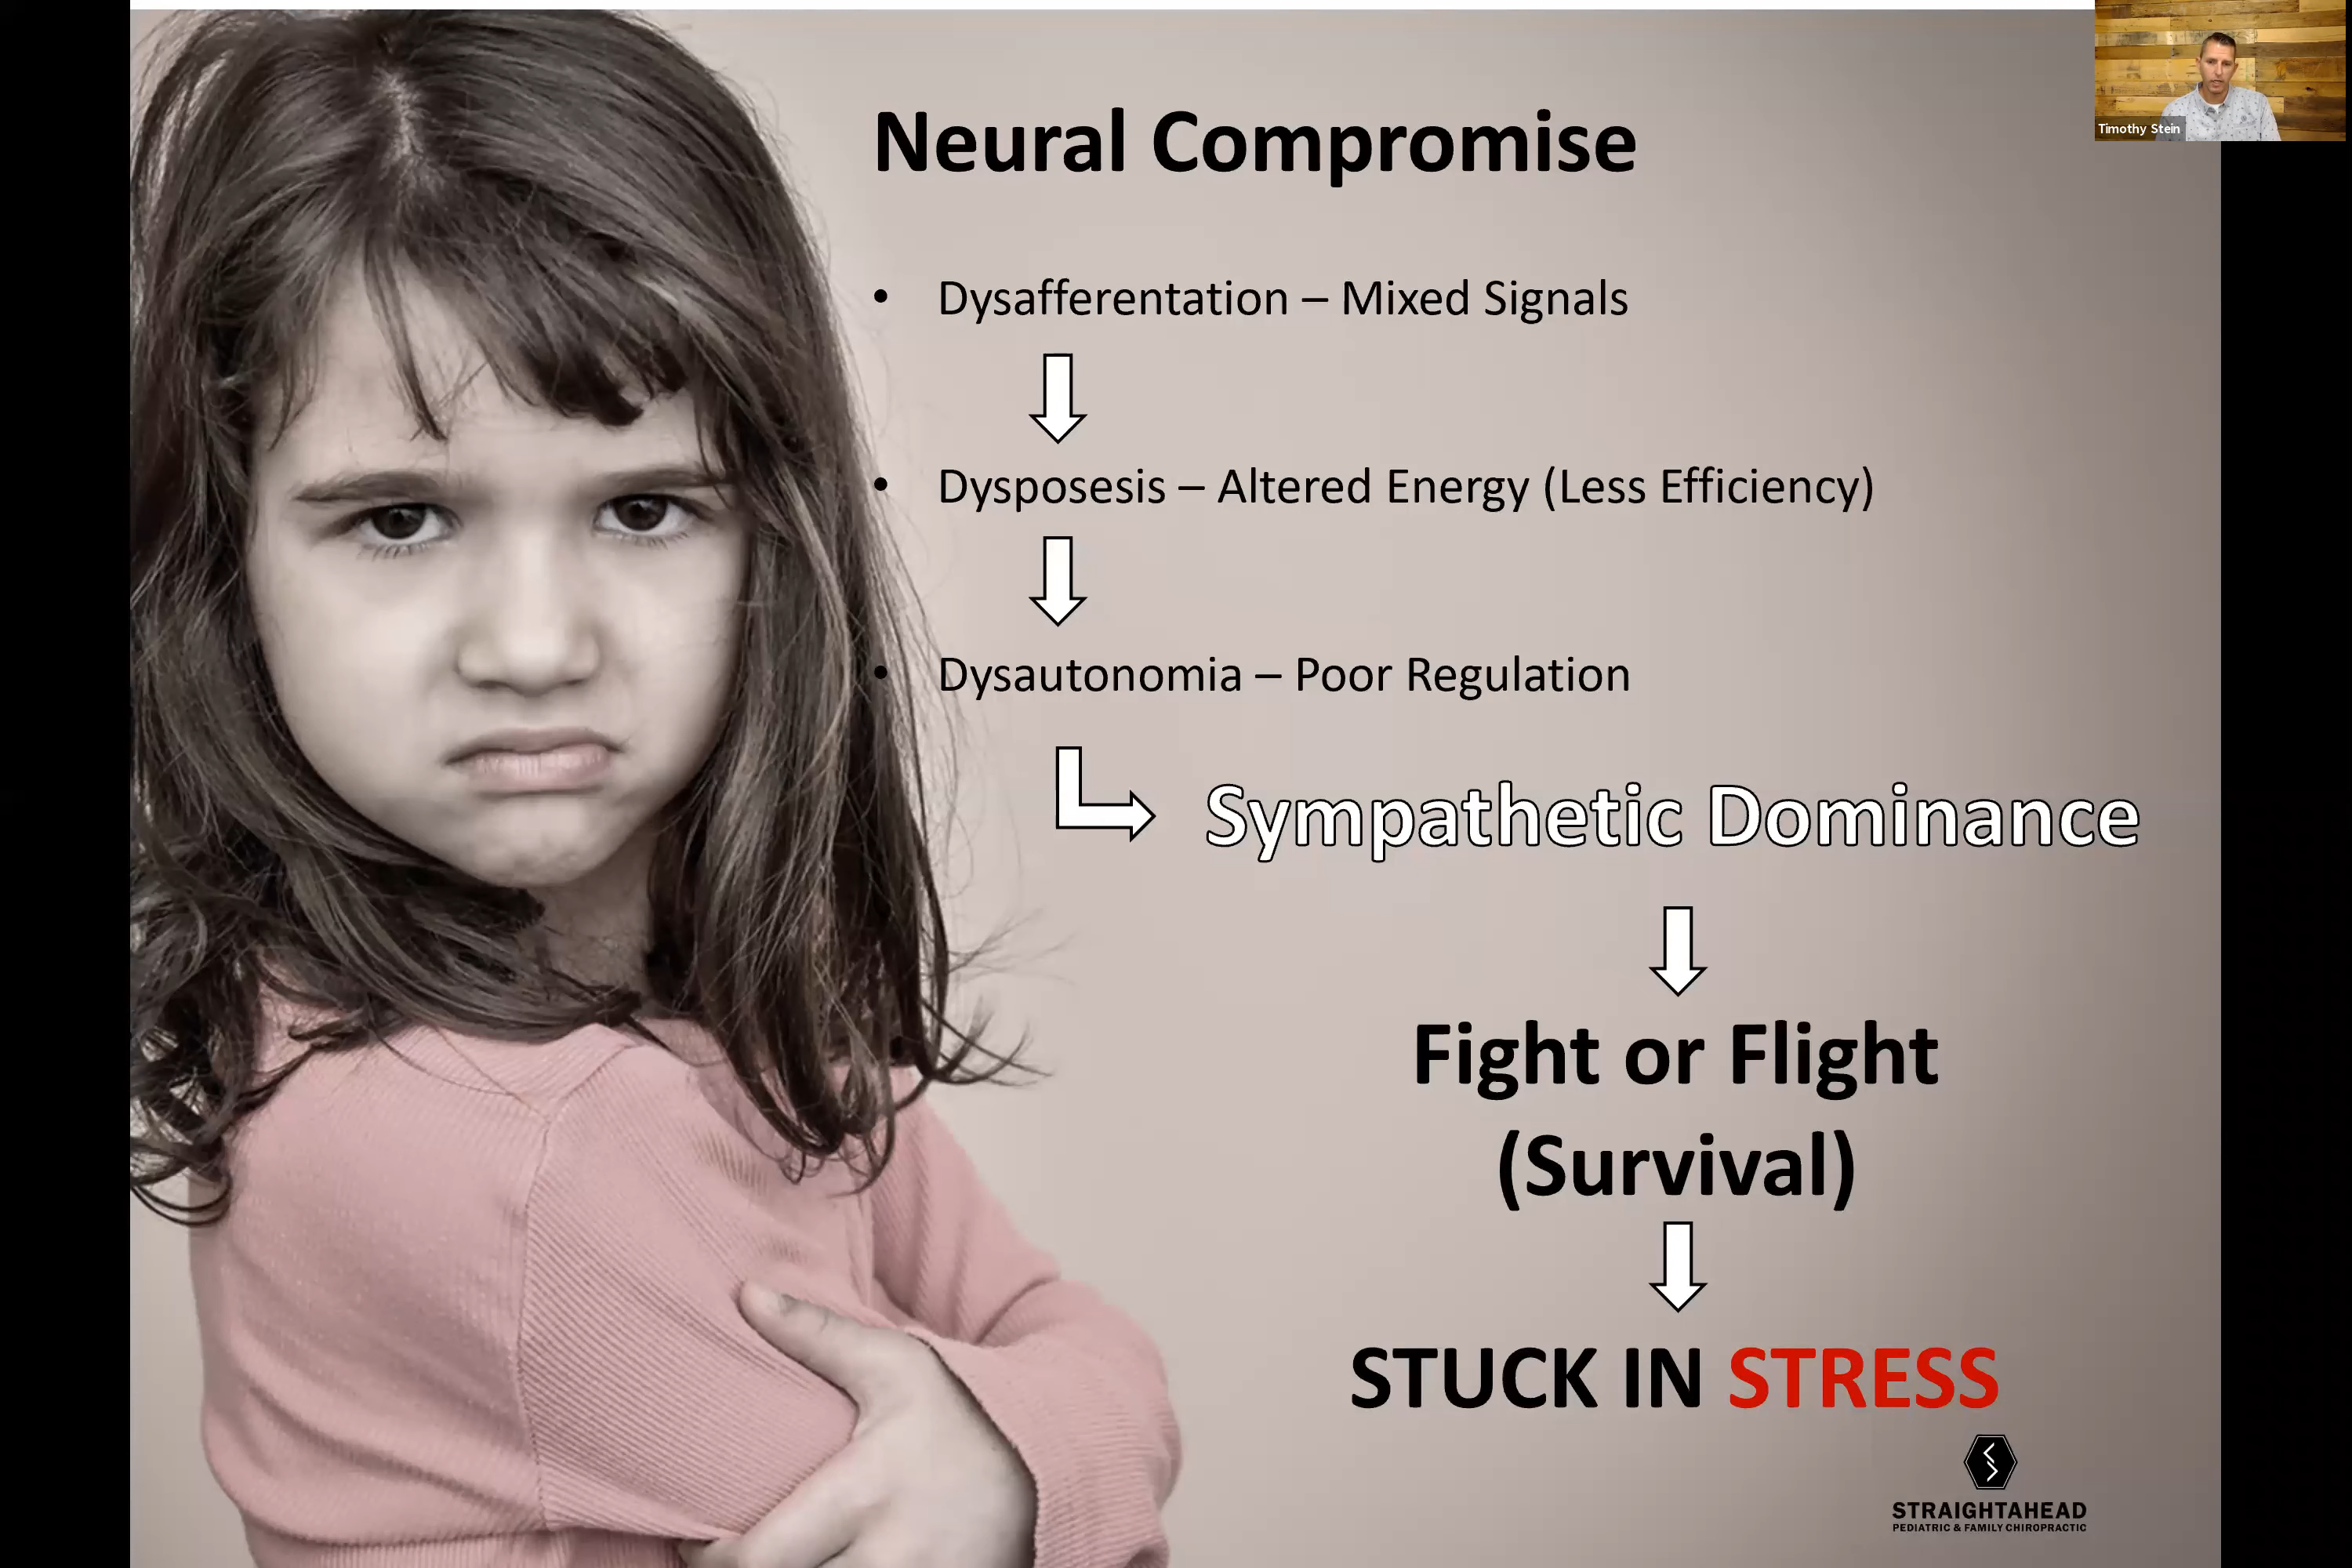 Timothy Stein
Neural Compromise
• Dysafferentation – Mixed Signals
• Dysposesis – Altered Energy (Less Efficiency)
• Dysautonomia – Poor Regulation
Sympathetic Dominance
Fight or Flight
(Survival)
STUCK IN STRESS
STRAIGHTAHEAD
PEDIATRIC & FAMILY CHIROPRACTIC